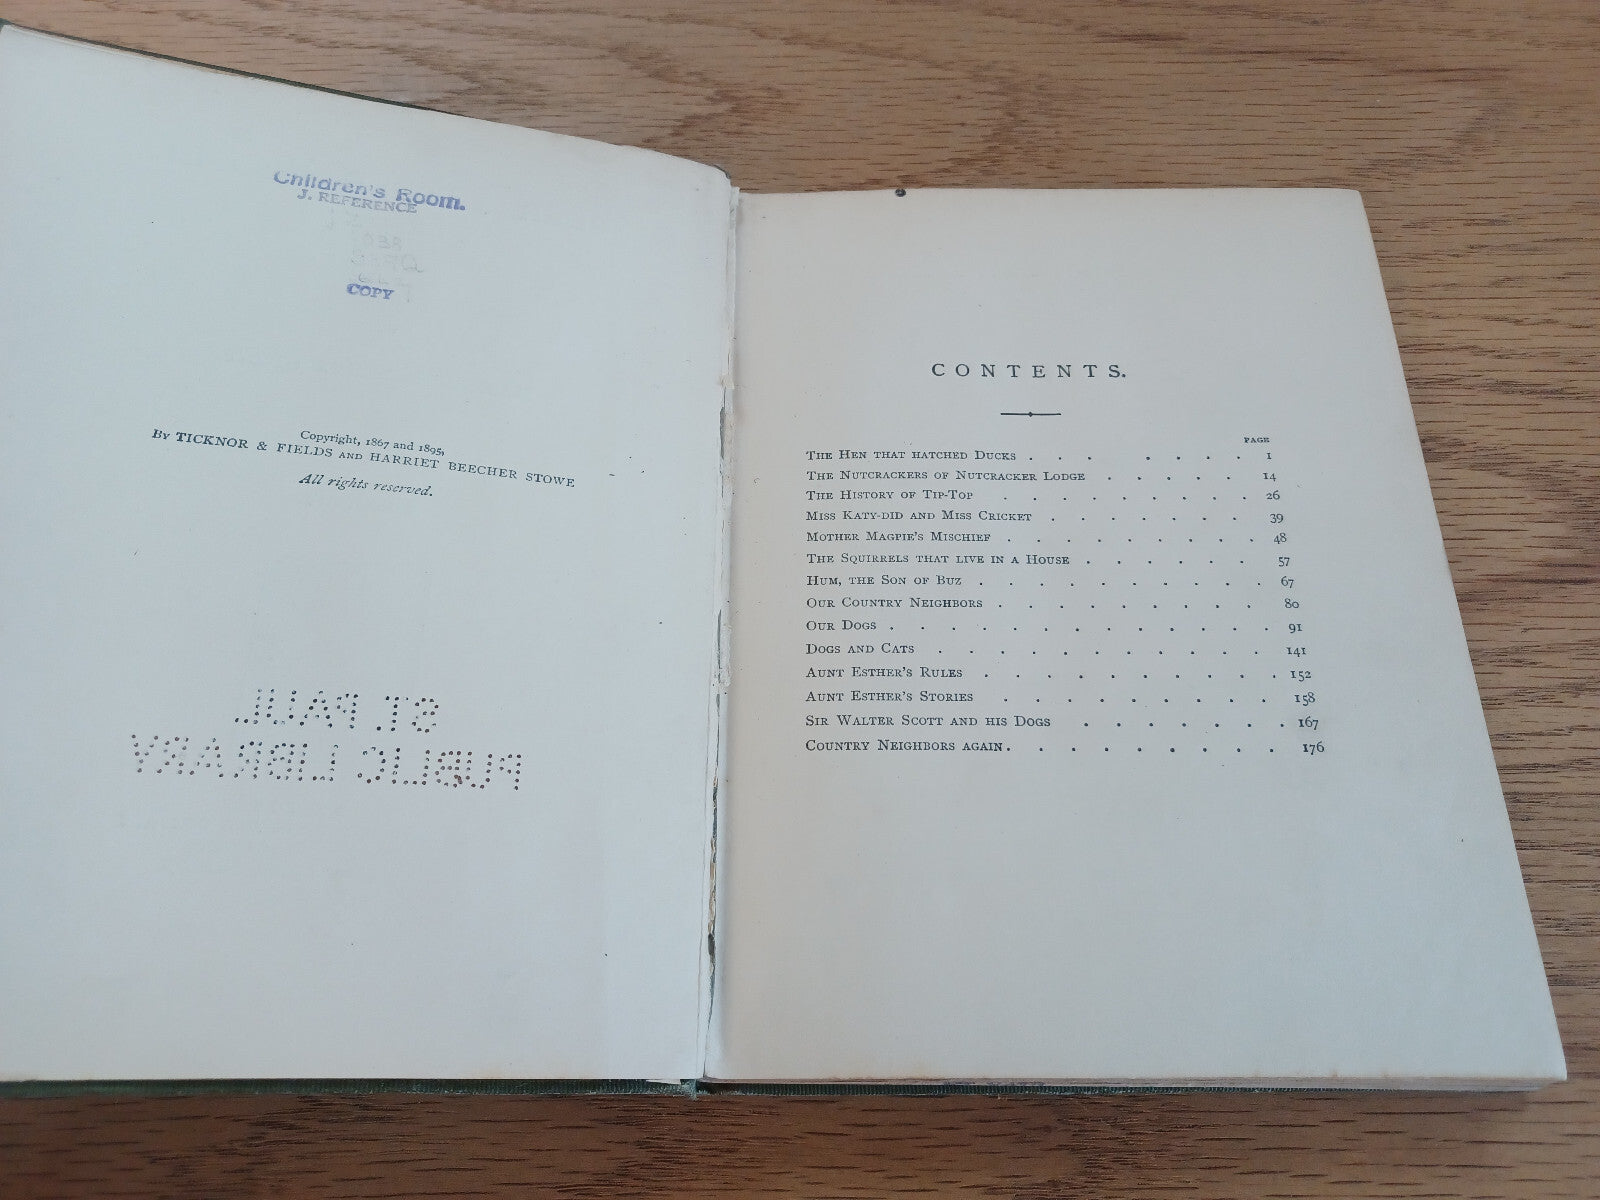 Children's Room.
J. REFERENCE
COPY
Copyright, 1867 and 1895,
By TICKNOR & FIELDS AND HARRIET BEECHER STOWE
All rights reserved.
ST. PAUL
PUBLIC LIBRARY
CONTENTS.
PAGE
THE HEN THAT HATCHED DUCKS . . . . . . . 1
THE NUTCRACKERS OF NUTCRACKER LODGE . . . . . 14
THE HISTORY OF TIP-TOP . . . . . . . . . 26
MISS KATY-DID AND MISS CRICKET . . . . . . . 39
MOTHER MAGPIE'S MISCHIEF . . . . . . . . . 48
THE SQUIRRELS THAT LIVE IN A HOUSE . . . . . . 57
HUM, THE SON OF BUZ . . . . . . . . . . 67
OUR COUNTRY NEIGHBORS . . . . . . . . . 80
OUR DOGS . . . . . . . . . . . . . 91
DOGS AND CATS . . . . . . . . . . . 141
AUNT ESTHER'S RULES . . . . . . . . . . 152
AUNT ESTHER'S STORIES . . . . . . . . . 158
SIR WALTER SCOTT AND HIS DOGS . . . . . . . 167
COUNTRY NEIGHBORS AGAIN . . . . . . . . . 176